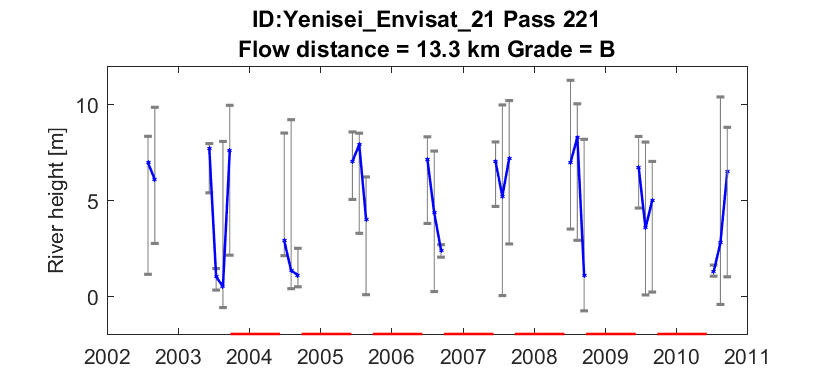 ID:Yenisei_Envisat_21 Pass 221
Flow distance = 13.3 km Grade = B
River height [m]
10
5
0
2002 2003 2004 2005 2006 2007 2008 2009 2010 2011